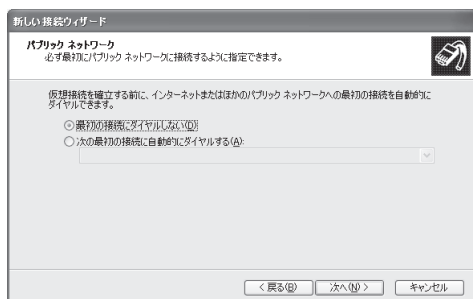 新しい接続ウィザード
パブリック ネットワーク
必ず最初にパブリック ネットワークに接続するように指定できます。
仮想接続を確立する前に、インターネットまたはほかのパブリック ネットワークへの最初の接続を自動的に
ダイヤルできます。
最初の接続にダイヤルしない(D)
次の最初の接続に自動的にダイヤルする(A):
< 戻る(B) 次へ(N) > キャンセル